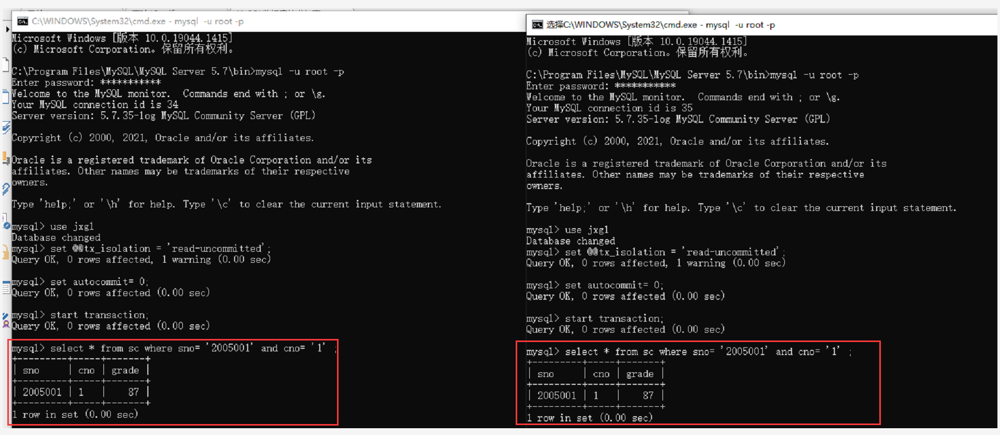 C:\WINDOWS\System32\cmd.exe - mysql  -u root -p
Microsoft Windows [版本 10.0.19044.1415]
(c) Microsoft Corporation。保留所有权利。
C:\Program Files\MySQL\MySQL Server 5.7\bin>mysql -u root -p
Enter password: ***********
Welcome to the MySQL monitor.  Commands end with ; or \g.
Your MySQL connection id is 34
Server version: 5.7.35-log MySQL Community Server (GPL)
Copyright (c) 2000, 2021, Oracle and/or its affiliates.
Oracle is a registered trademark of Oracle Corporation and/or its
affiliates. Other names may be trademarks of their respective
owners.
Type 'help;' or '\h' for help. Type '\c' to clear the current input statement.
mysql> use jxgl
Database changed
mysql> set @@tx_isolation = 'read-uncommitted';
Query OK, 0 rows affected, 1 warning (0.00 sec)
mysql> set autocommit= 0;
Query OK, 0 rows affected (0.00 sec)
mysql> start transaction;
Query OK, 0 rows affected (0.00 sec)
mysql> select * from sc where sno= '2005001' and cno= '1' ;
+---------+-----+-------+
| sno     | cno | grade |
+---------+-----+-------+
| 2005001 | 1   |    87 |
+---------+-----+-------+
1 row in set (0.00 sec)
选择C:\WINDOWS\System32\cmd.exe - mysql  -u root -p
Microsoft Windows [版本 10.0.19044.1415]
(c) Microsoft Corporation。保留所有权利。
C:\Program Files\MySQL\MySQL Server 5.7\bin>mysql -u root -p
Enter password: ***********
Welcome to the MySQL monitor.  Commands end with ; or \g.
Your MySQL connection id is 35
Server version: 5.7.35-log MySQL Community Server (GPL)
Copyright (c) 2000, 2021, Oracle and/or its affiliates.
Oracle is a registered trademark of Oracle Corporation and/or its
affiliates. Other names may be trademarks of their respective
owners.
Type 'help;' or '\h' for help. Type '\c' to clear the current input statement.
mysql> use jxgl
Database changed
mysql> set @@tx_isolation = 'read-uncommitted';
Query OK, 0 rows affected, 1 warning (0.00 sec)
mysql> set autocommit= 0;
Query OK, 0 rows affected (0.00 sec)
mysql> start transaction;
Query OK, 0 rows affected (0.00 sec)
mysql> select * from sc where sno= '2005001' and cno= '1' ;
+---------+-----+-------+
| sno     | cno | grade |
+---------+-----+-------+
| 2005001 | 1   |    87 |
+---------+-----+-------+
1 row in set (0.00 sec)